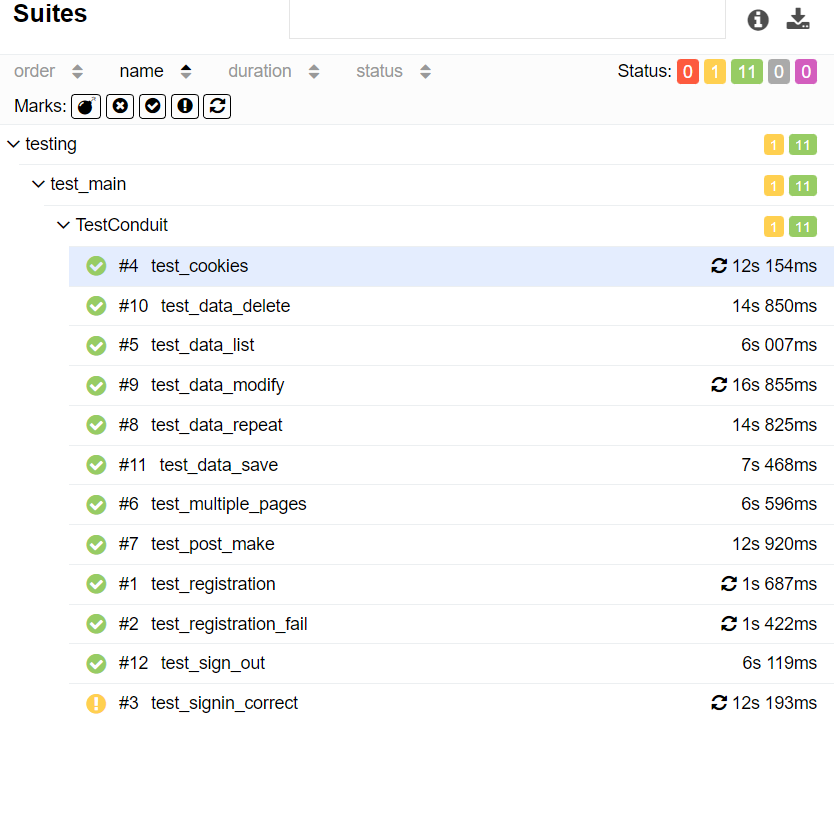 Suites
order name duration status Status: 0 1 11 0 0
Marks:
testing 1 11
test_main 1 11
TestConduit 1 11
#4 test_cookies 12s 154ms
#10 test_data_delete 14s 850ms
#5 test_data_list 6s 007ms
#9 test_data_modify 16s 855ms
#8 test_data_repeat 14s 825ms
#11 test_data_save 7s 468ms
#6 test_multiple_pages 6s 596ms
#7 test_post_make 12s 920ms
#1 test_registration 1s 687ms
#2 test_registration_fail 1s 422ms
#12 test_sign_out 6s 119ms
#3 test_signin_correct 12s 193ms